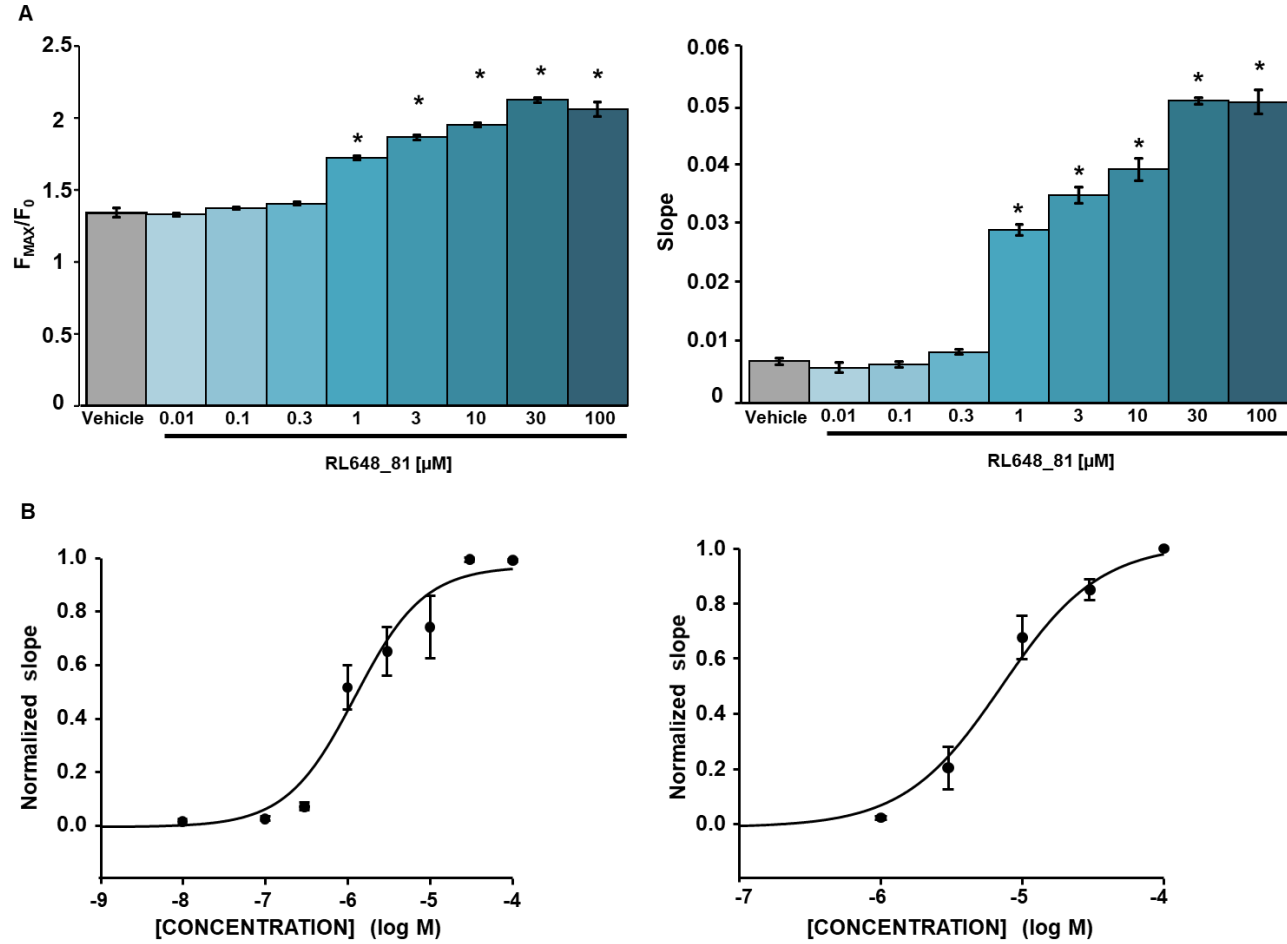 A
2.5
2
1.5
1
0.5
0
F_MAX/F_0
* * * * *
Vehicle 0.01 0.1 0.3 1 3 10 30 100
RL648_81 [µM]
0.06
0.05
0.04
0.03
0.02
0.01
0
Slope
* * * * *
Vehicle 0.01 0.1 0.3 1 3 10 30 100
RL648_81 [µM]
B
1.0
0.8
0.6
0.4
0.2
0.0
Normalized slope
-9 -8 -7 -6 -5 -4
[CONCENTRATION] (log M)
1.0
0.8
0.6
0.4
0.2
0.0
Normalized slope
-7 -6 -5 -4
[CONCENTRATION] (log M)